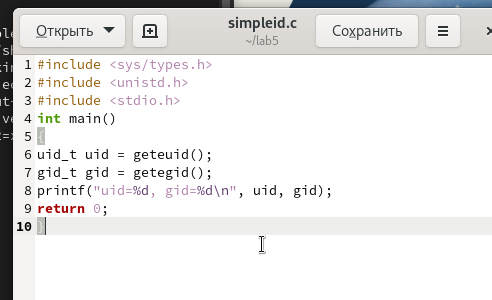 Открыть
simpleid.c
~/lab5
Сохранить
1 #include <sys/types.h>
2 #include <unistd.h>
3 #include <stdio.h>
4 int main()
5 {
6 uid_t uid = geteuid();
7 gid_t gid = getegid();
8 printf("uid=%d, gid=%d\n", uid, gid);
9 return 0;
10 }